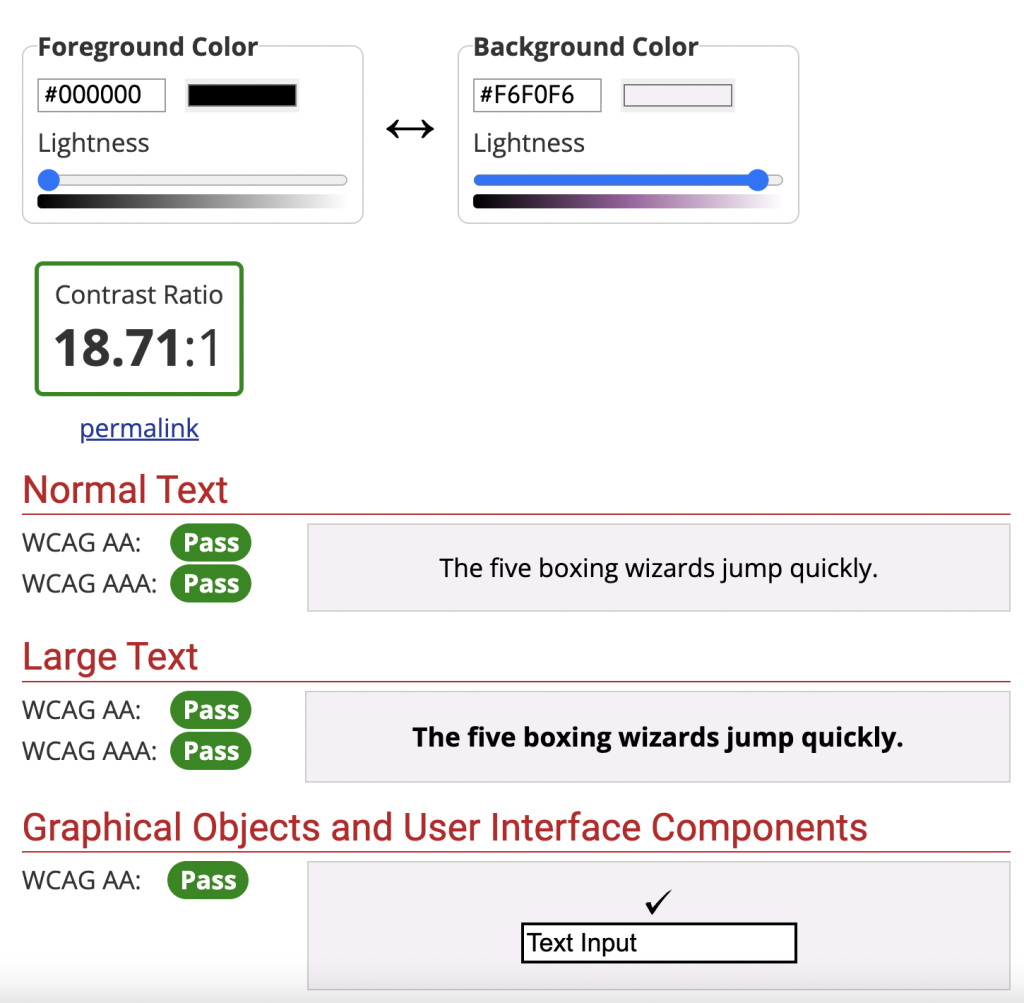 Foreground Color
#000000
Lightness
Background Color
#F6F0F6
Lightness
Contrast Ratio
18.71:1
permalink
Normal Text
WCAG AA: Pass
WCAG AAA: Pass
The five boxing wizards jump quickly.
Large Text
WCAG AA: Pass
WCAG AAA: Pass
The five boxing wizards jump quickly.
Graphical Objects and User Interface Components
WCAG AA: Pass
Text Input